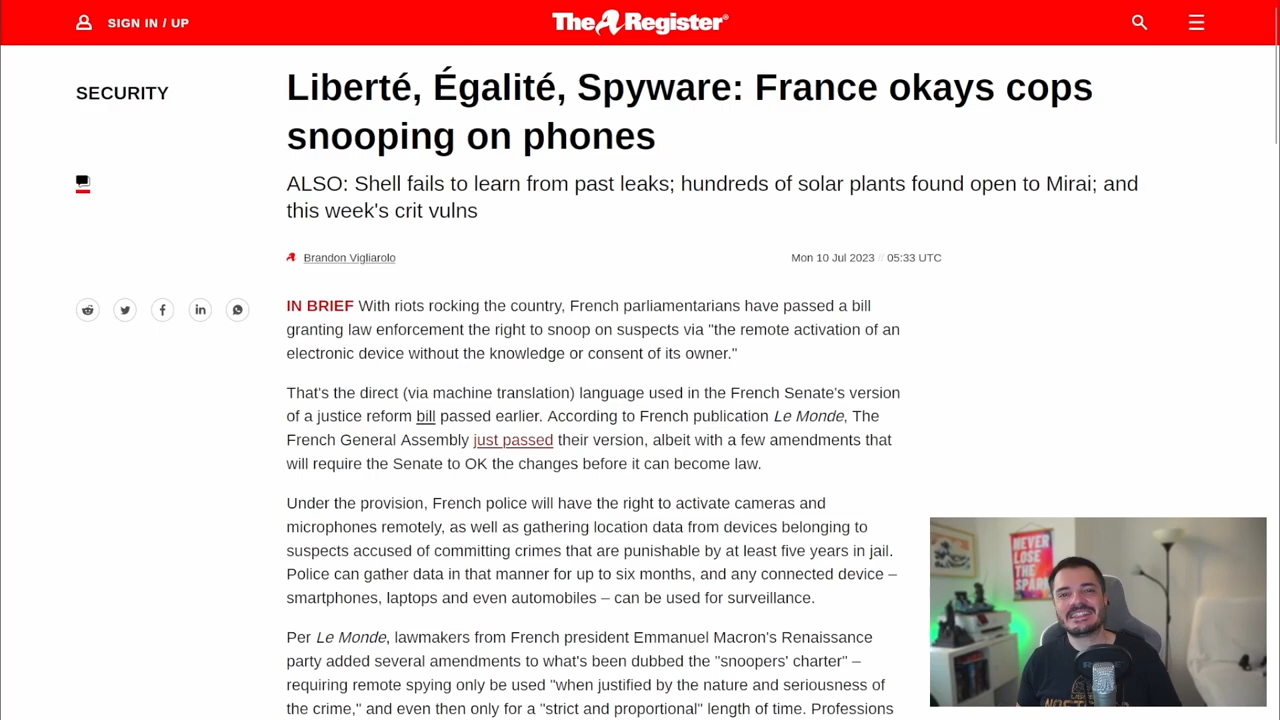 SIGN IN / UP
The Register®
SECURITY
Liberté, Égalité, Spyware: France okays cops
snooping on phones
ALSO: Shell fails to learn from past leaks; hundreds of solar plants found open to Mirai; and
this week's crit vulns
Brandon Vigliarolo
Mon 10 Jul 2023 // 05:33 UTC
IN BRIEF With riots rocking the country, French parliamentarians have passed a bill
granting law enforcement the right to snoop on suspects via "the remote activation of an
electronic device without the knowledge or consent of its owner."
That's the direct (via machine translation) language used in the French Senate's version
of a justice reform bill passed earlier. According to French publication Le Monde, The
French General Assembly just passed their version, albeit with a few amendments that
will require the Senate to OK the changes before it can become law.
Under the provision, French police will have the right to activate cameras and
microphones remotely, as well as gathering location data from devices belonging to
suspects accused of committing crimes that are punishable by at least five years in jail.
Police can gather data in that manner for up to six months, and any connected device –
smartphones, laptops and even automobiles – can be used for surveillance.
Per Le Monde, lawmakers from French president Emmanuel Macron's Renaissance
party added several amendments to what's been dubbed the "snoopers' charter" –
requiring remote spying only be used "when justified by the nature and seriousness of
the crime," and even then only for a "strict and proportional" length of time. Professions
NEVER
LOSE
THE
SPARK